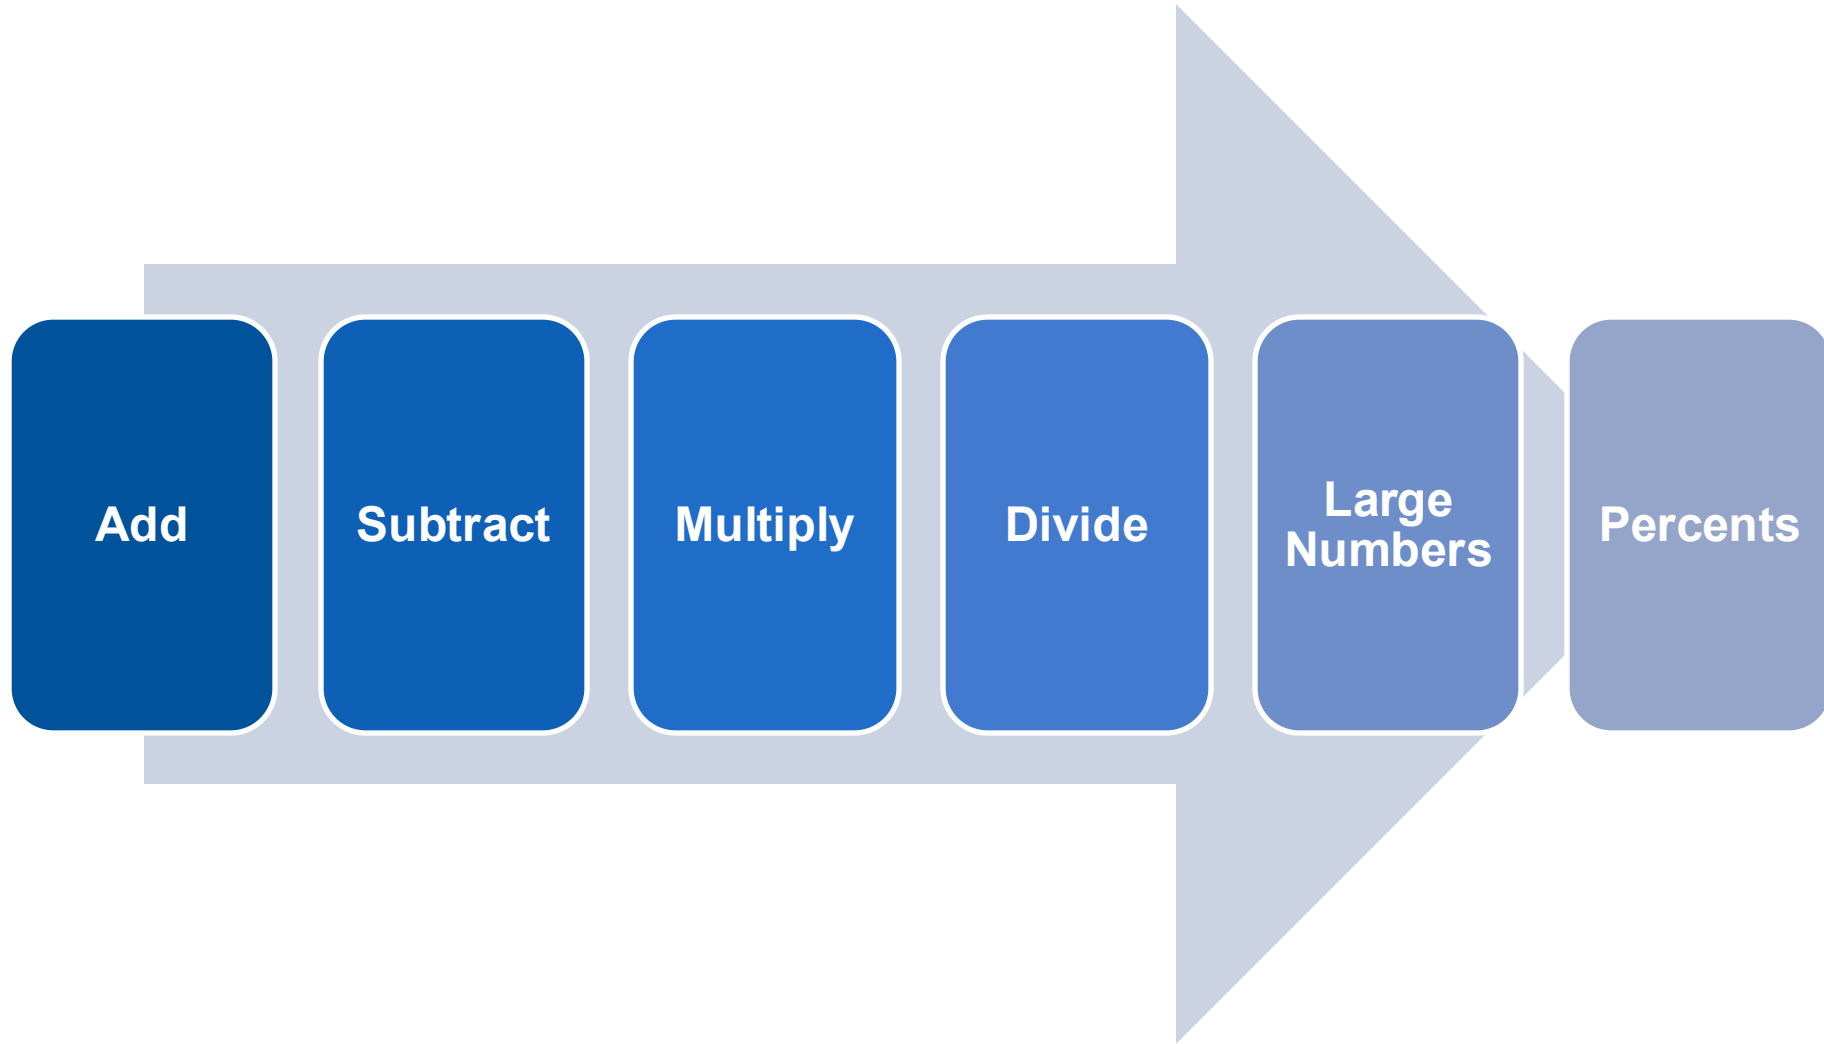 Add
Subtract
Multiply
Divide
Large
Numbers
Percents